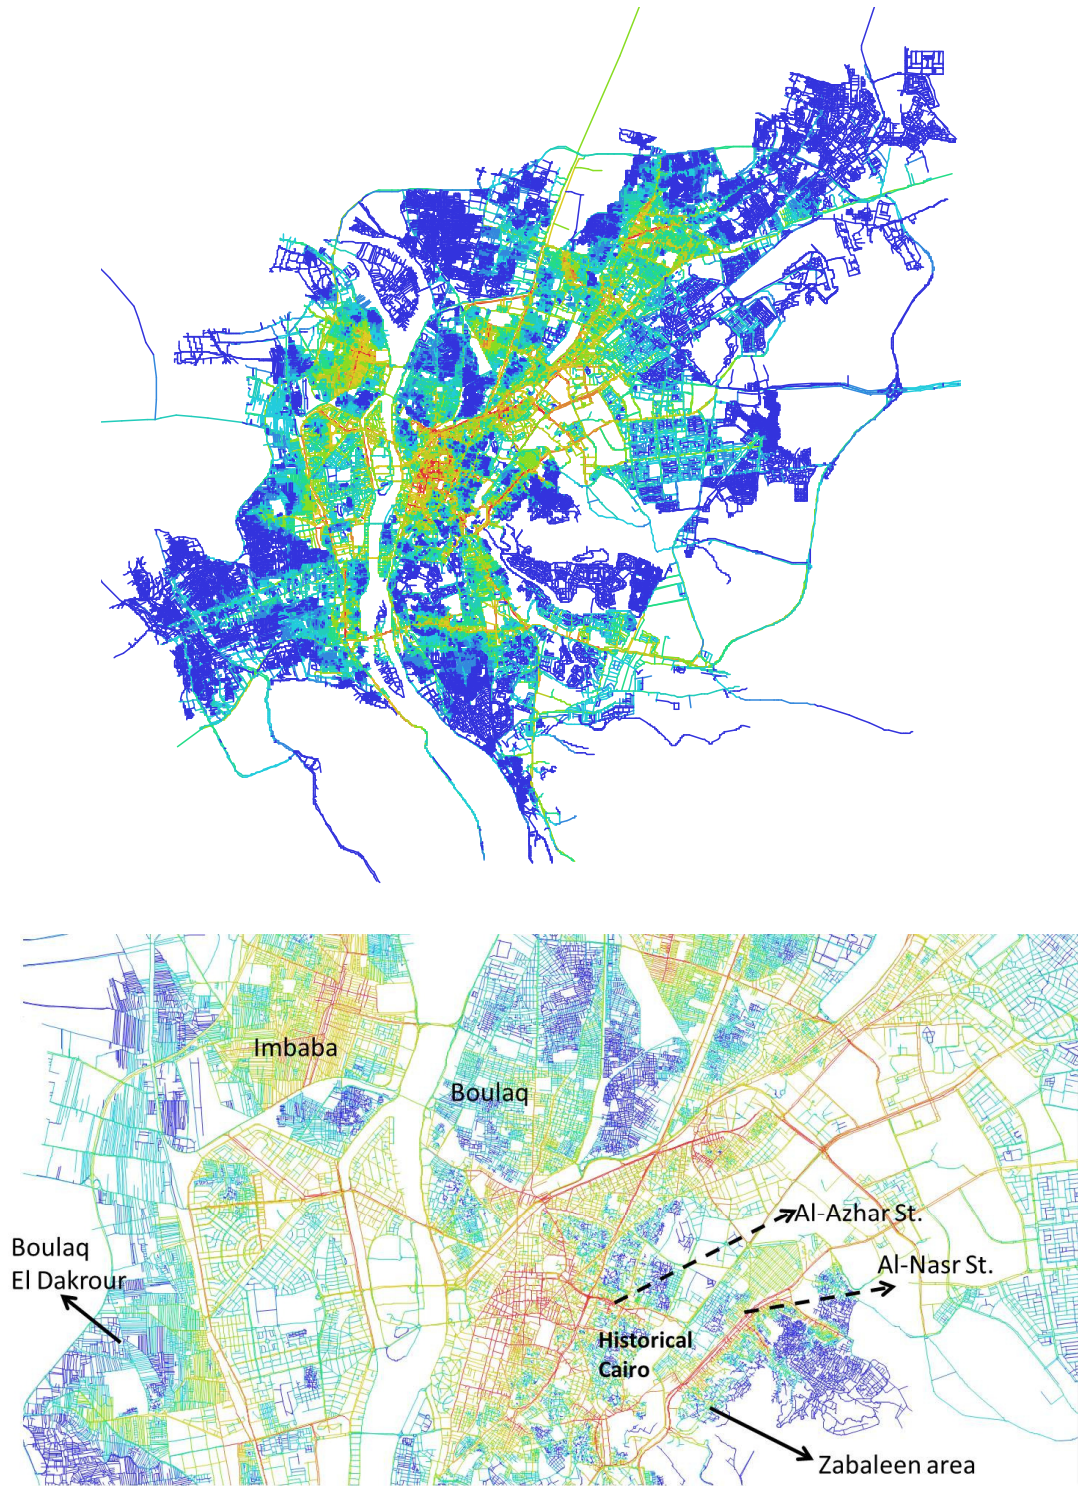 Imbaba
Boulaq
Al-Azhar St.
Boulaq
El Dakrour
Al-Nasr St.
Historical
Cairo
Zabaleen area